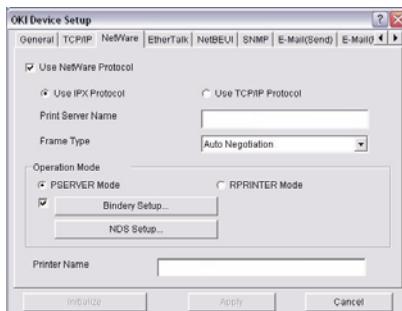 OKI Device Setup
General TCP/IP NetWare EtherTalk NetBEUI SNMP E-Mail(Send)
Use NetWare Protocol
Use IPX Protocol Use TCP/IP Protocol
Print Server Name
Frame Type Auto Negotiation
Operation Mode
PSERVER Mode RPRINTER Mode
Bindery Setup...
NDS Setup...
Printer Name
Initialize Apply Cancel